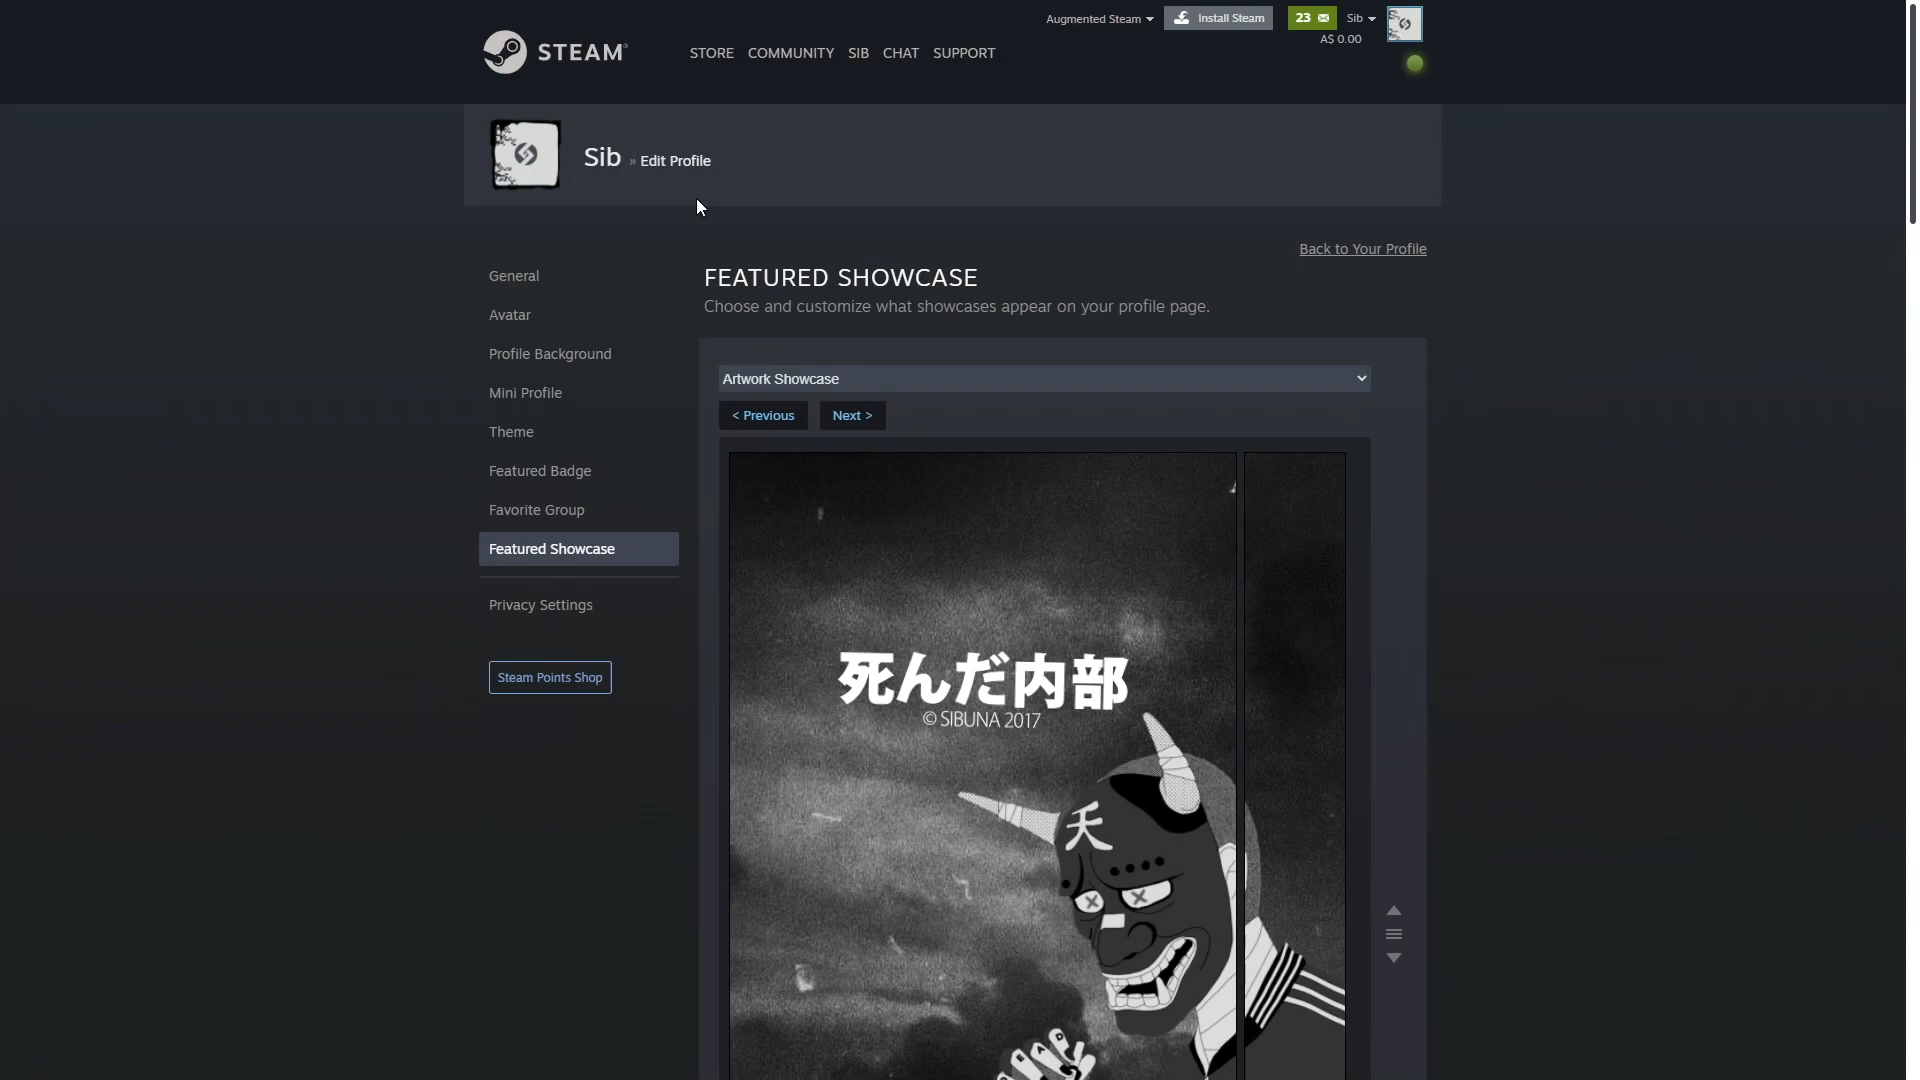 Augmented Steam
Install Steam
23
Sib
A$ 0.00
STEAM
STORE COMMUNITY SIB CHAT SUPPORT
Sib » Edit Profile
Back to Your Profile
General
Avatar
Profile Background
Mini Profile
Theme
Featured Badge
Favorite Group
Featured Showcase
Privacy Settings
Steam Points Shop
FEATURED SHOWCASE
Choose and customize what showcases appear on your profile page.
Artwork Showcase
< Previous
Next >
死んだ内部
© SIBUNA 2017
天
E A D